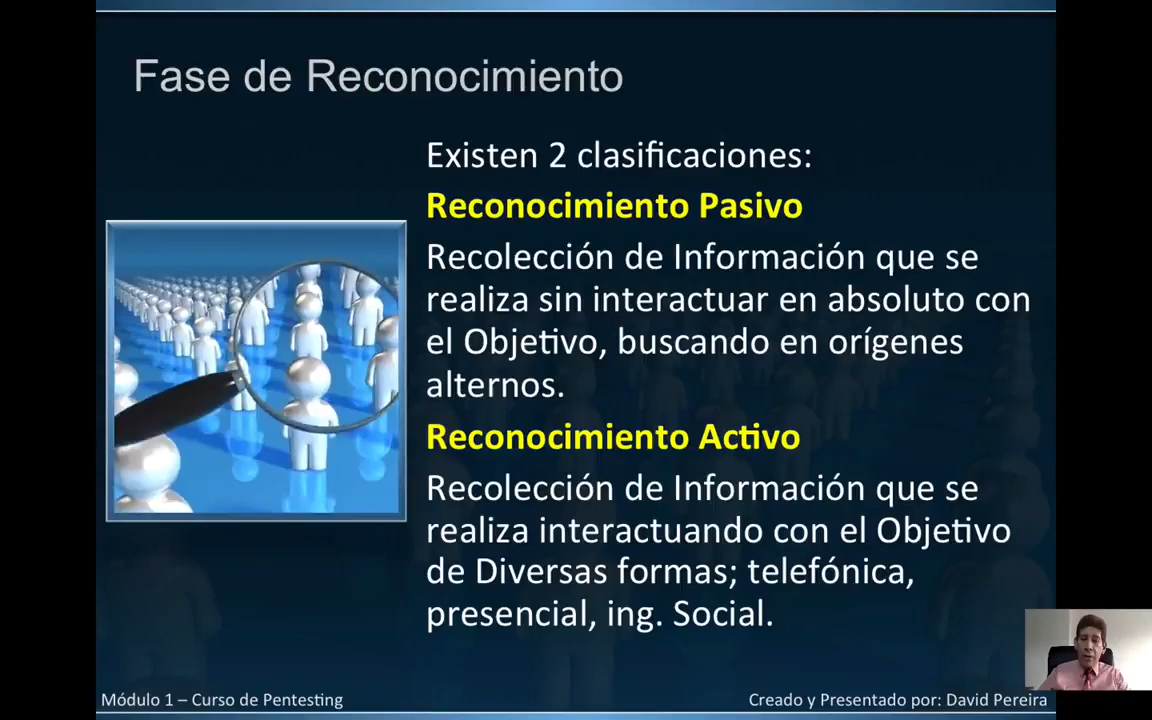 Fase de Reconocimiento
Existen 2 clasificaciones:
Reconocimiento Pasivo
Recolección de Información que se
realiza sin interactuar en absoluto con
el Objetivo, buscando en orígenes
alternos.
Reconocimiento Activo
Recolección de Información que se
realiza interactuando con el Objetivo
de Diversas formas; telefónica,
presencial, ing. Social.
Módulo 1 – Curso de Pentesting
Creado y Presentado por: David Pereira